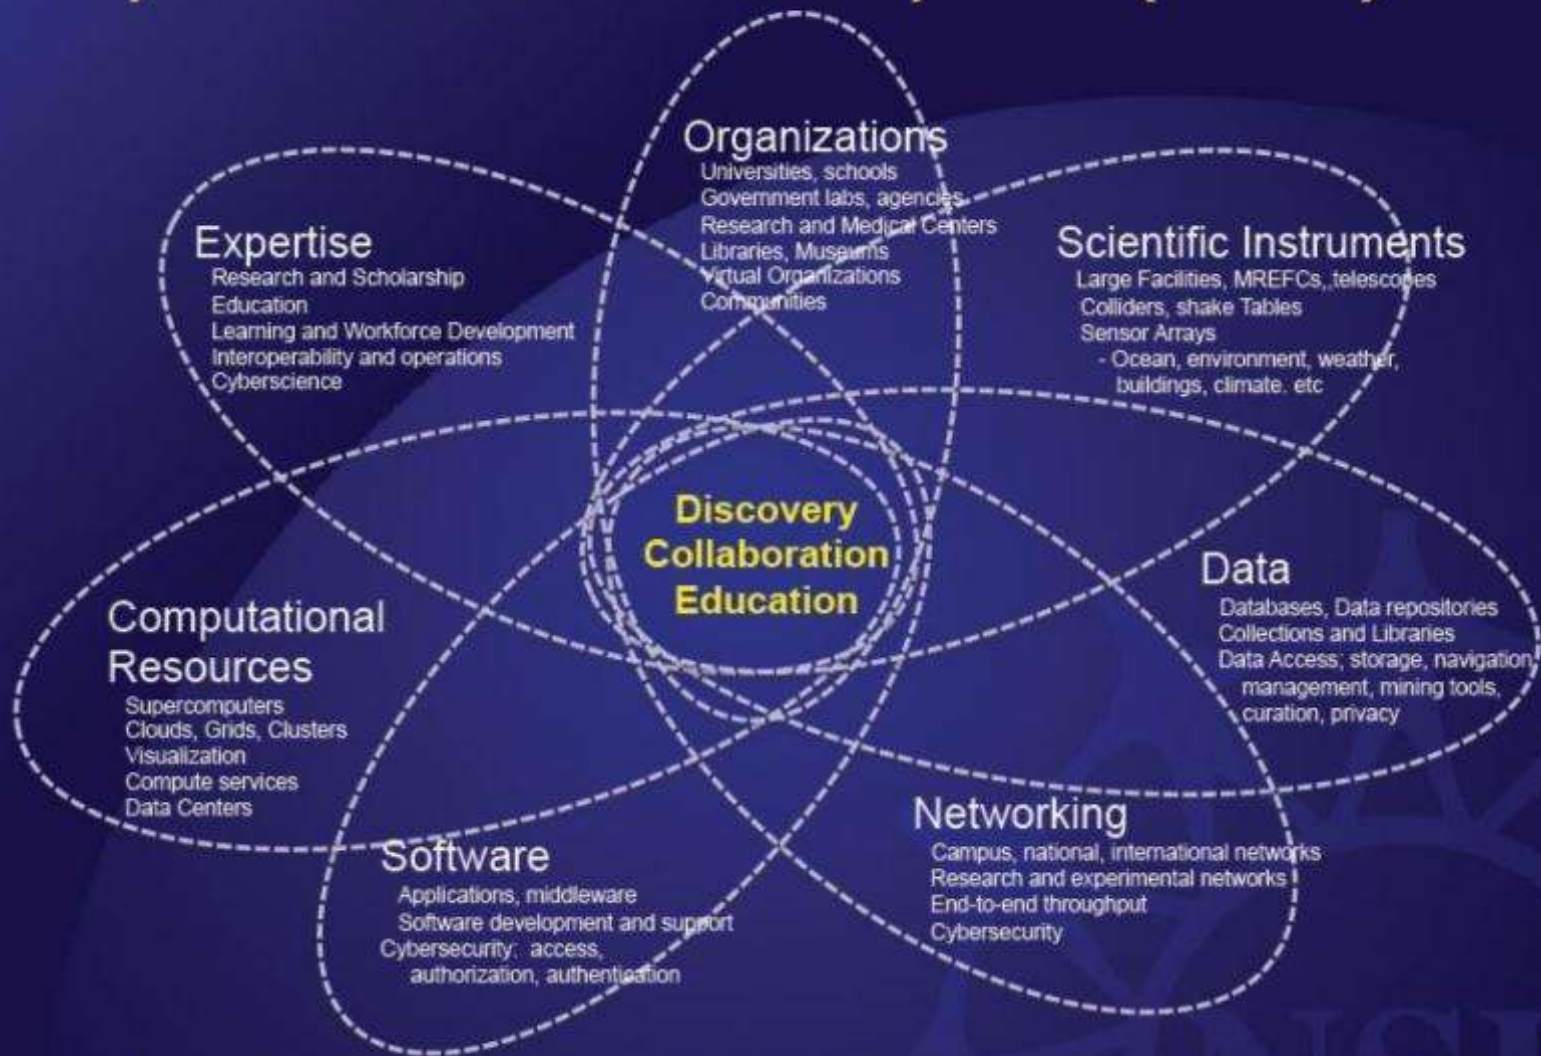 Organizations
Universities, schools
Government labs, agencies
Research and Medical Centers
Libraries, Museums
Virtual Organizations
Communities
Expertise
Research and Scholarship
Education
Learning and Workforce Development
Interoperability and operations
Cyberscience
Scientific Instruments
Large Facilities, MREFCs, telescopes
Colliders, shake Tables
Sensor Arrays
- Ocean, environment, weather,
buildings, climate. etc
Discovery
Collaboration
Education
Data
Databases, Data repositories
Collections and Libraries
Data Access; storage, navigation
management, mining tools,
curation, privacy
Computational
Resources
Supercomputers
Clouds, Grids, Clusters
Visualization
Compute services
Data Centers
Networking
Campus, national, international networks
Research and experimental networks
End-to-end throughput
Cybersecurity
Software
Applications, middleware
Software development and support
Cybersecurity: access,
authorization, authentication